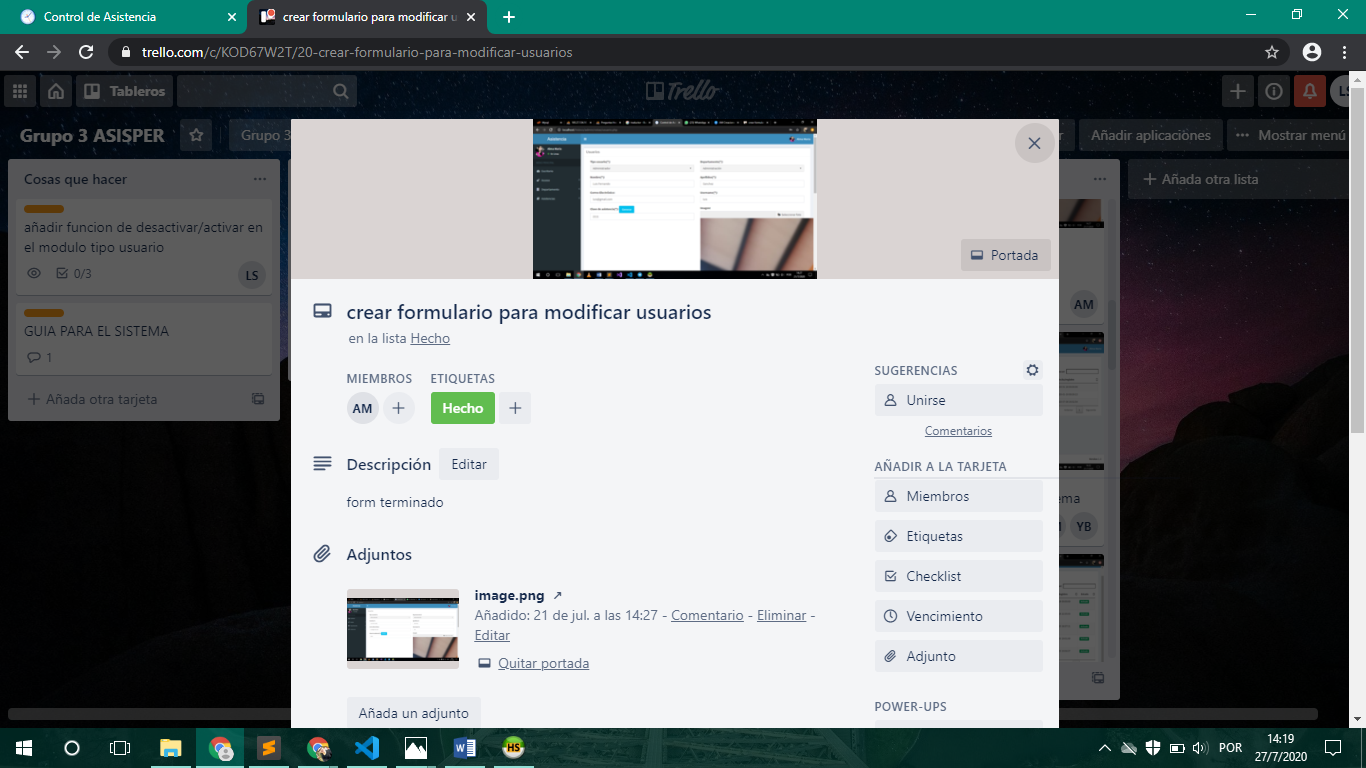 Control de Asistencia
crear formulario para modificar u
trello.com/c/KOD67W2T/20-crear-formulario-para-modificar-usuarios
Tableros
Trello
LS
Grupo 3 ASISPER
Grupo 3
Añadir aplicaciones
Mostrar menú
Cosas que hacer
añadir funcion de desactivar/activar en
el modulo tipo usuario
0/3
LS
GUIA PARA EL SISTEMA
1
Añada otra tarjeta
Añada otra lista
AM
YB
Portada
crear formulario para modificar usuarios
en la lista Hecho
MIEMBROS
ETIQUETAS
AM
Hecho
Descripción
Editar
form terminado
Adjuntos
image.png
Añadido: 21 de jul. a las 14:27 - Comentario - Eliminar -
Editar
Quitar portada
Añada un adjunto
SUGERENCIAS
Unirse
Comentarios
AÑADIR A LA TARJETA
Miembros
Etiquetas
Checklist
Vencimiento
Adjunto
POWER-UPS
HS
POR
14:19
27/7/2020